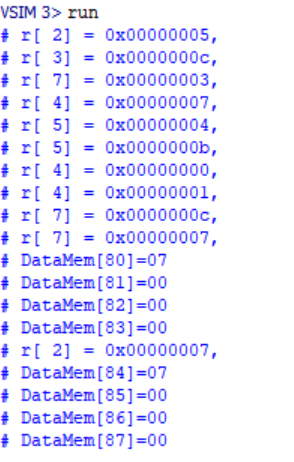 VSIM 3> run
# r[ 2] = 0x00000005,
# r[ 3] = 0x0000000c,
# r[ 7] = 0x00000003,
# r[ 4] = 0x00000007,
# r[ 5] = 0x00000004,
# r[ 5] = 0x0000000b,
# r[ 4] = 0x00000000,
# r[ 4] = 0x00000001,
# r[ 7] = 0x0000000c,
# r[ 7] = 0x00000007,
# DataMem[80]=07
# DataMem[81]=00
# DataMem[82]=00
# DataMem[83]=00
# r[ 2] = 0x00000007,
# DataMem[84]=07
# DataMem[85]=00
# DataMem[86]=00
# DataMem[87]=00